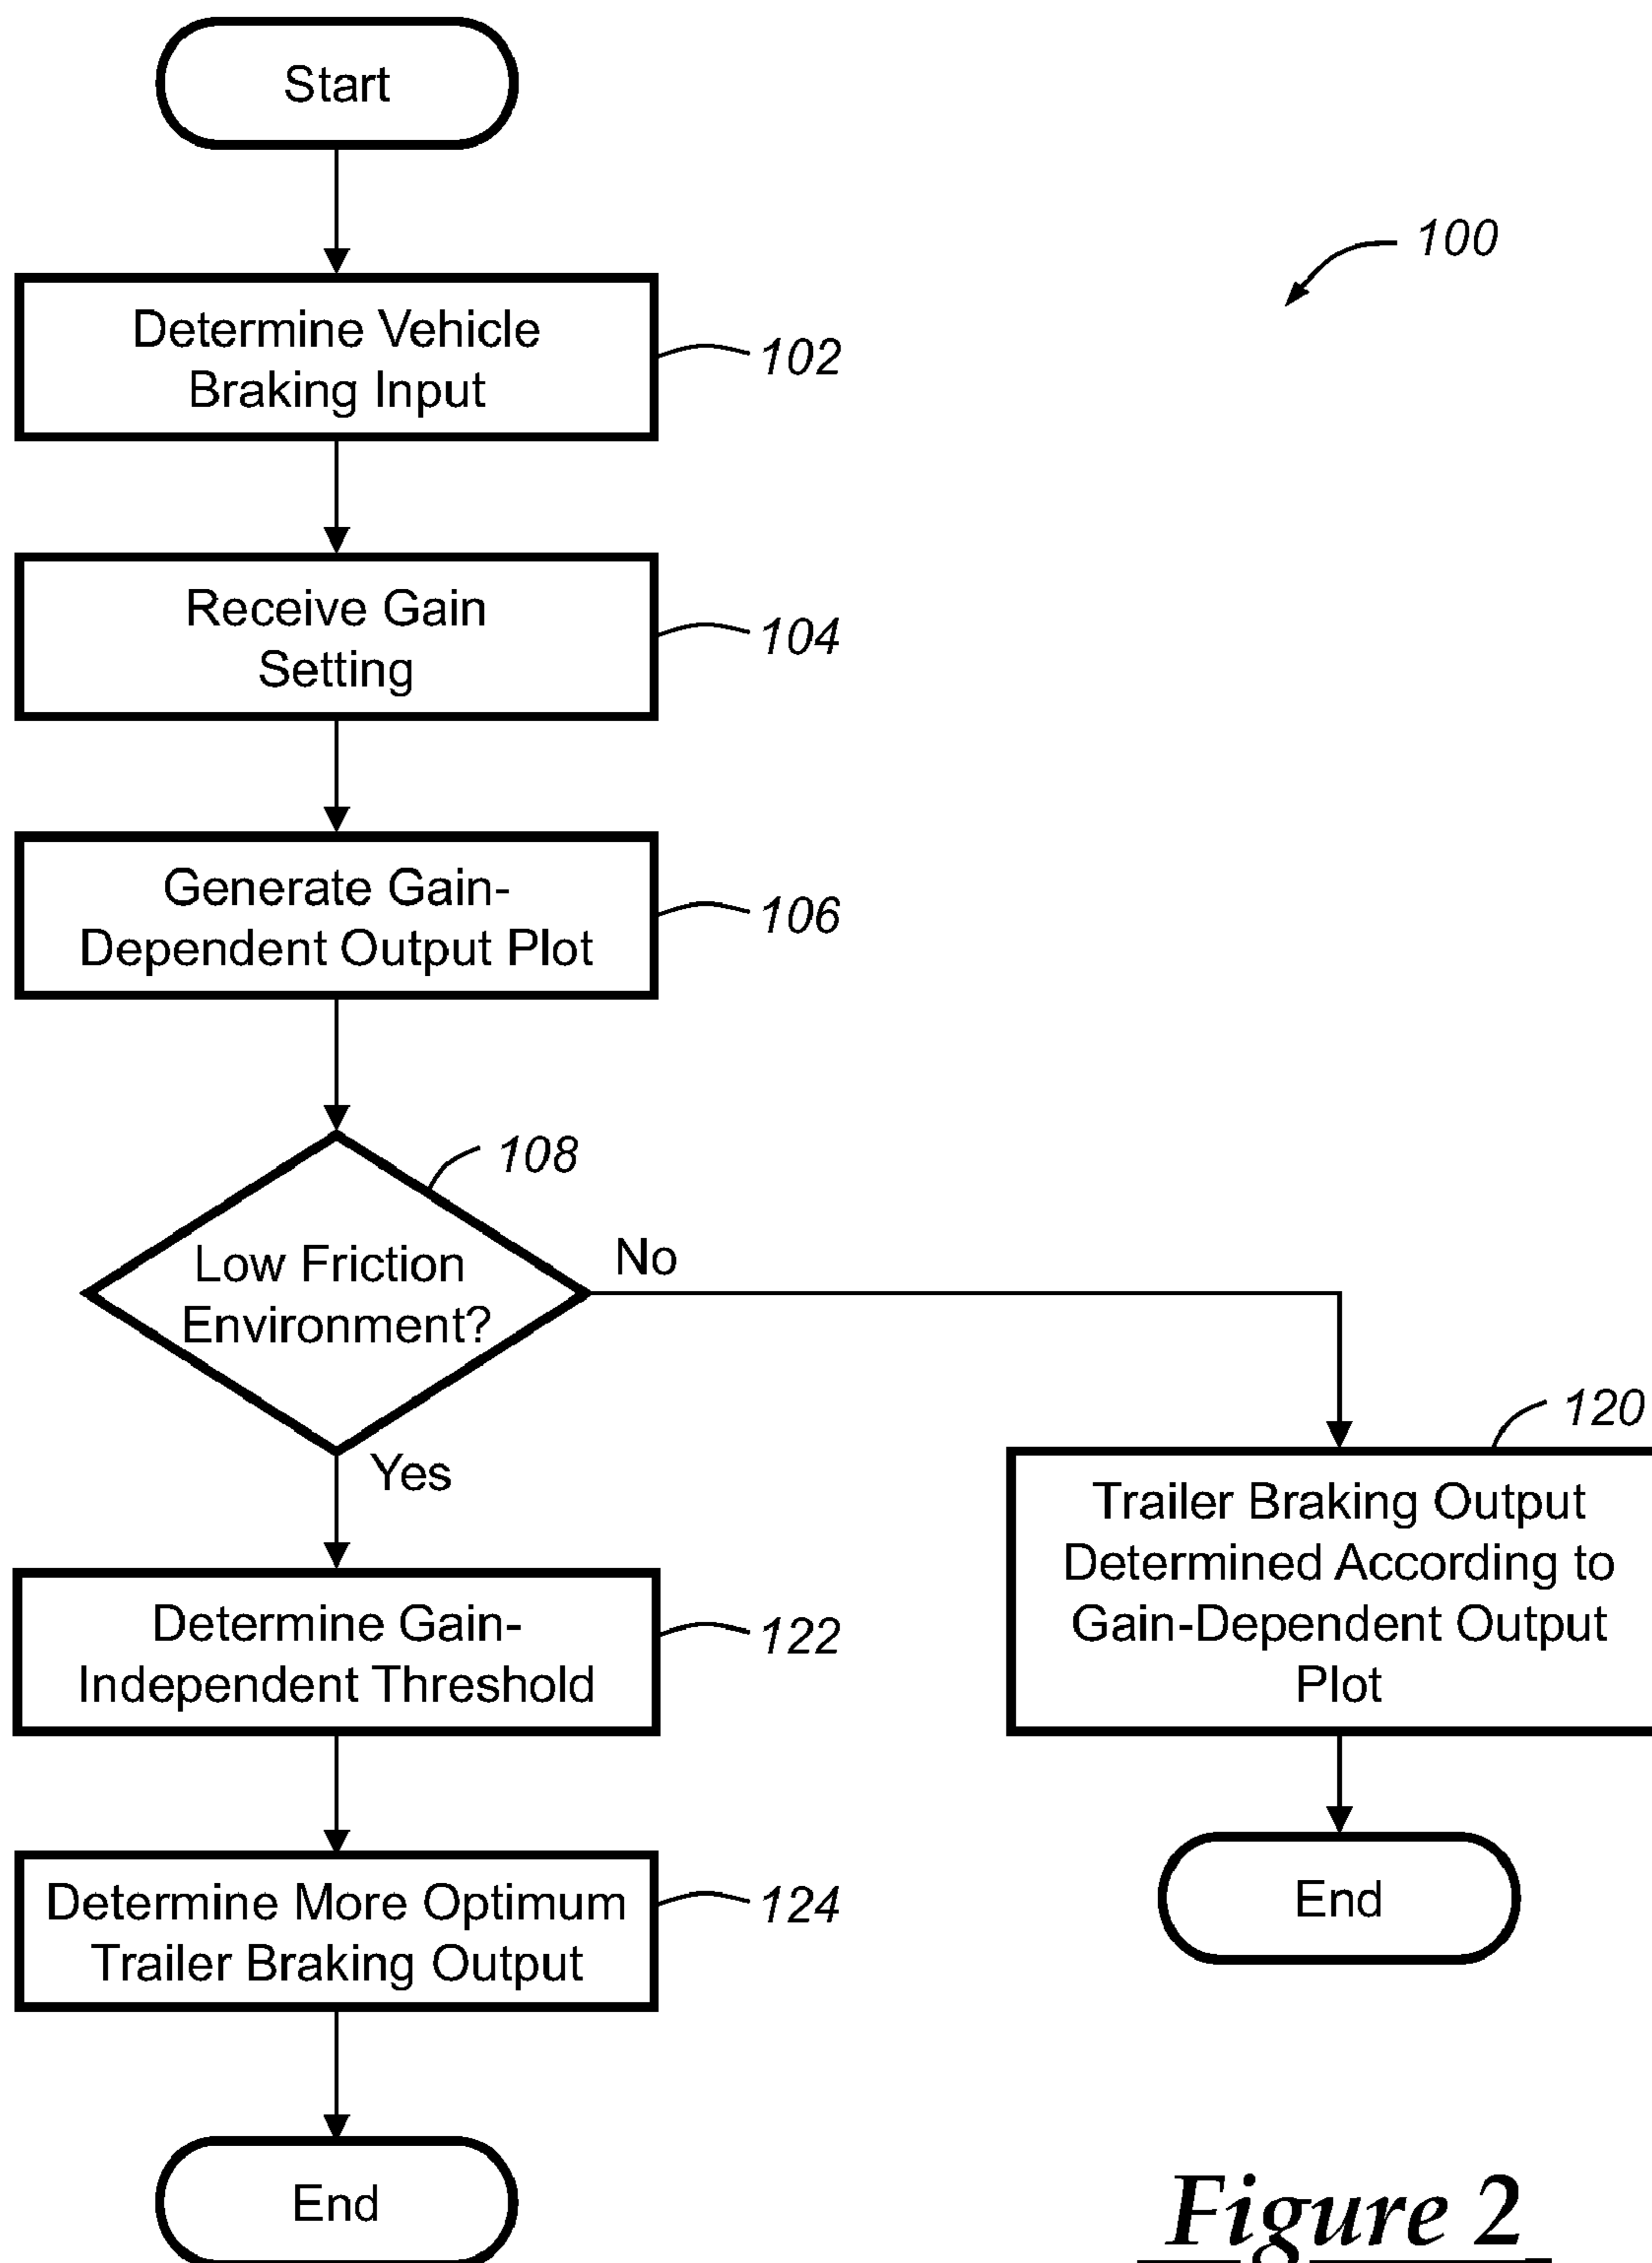 Start
100
Determine Vehicle
Braking Input
102
Receive Gain
Setting
104
Generate Gain-
Dependent Output Plot
106
108
Low Friction
Environment?
No
Yes
120
Trailer Braking Output
Determined According to
Gain-Dependent Output
Plot
Determine Gain-
Independent Threshold
122
Determine More Optimum
Trailer Braking Output
124
End
End
Figure 2